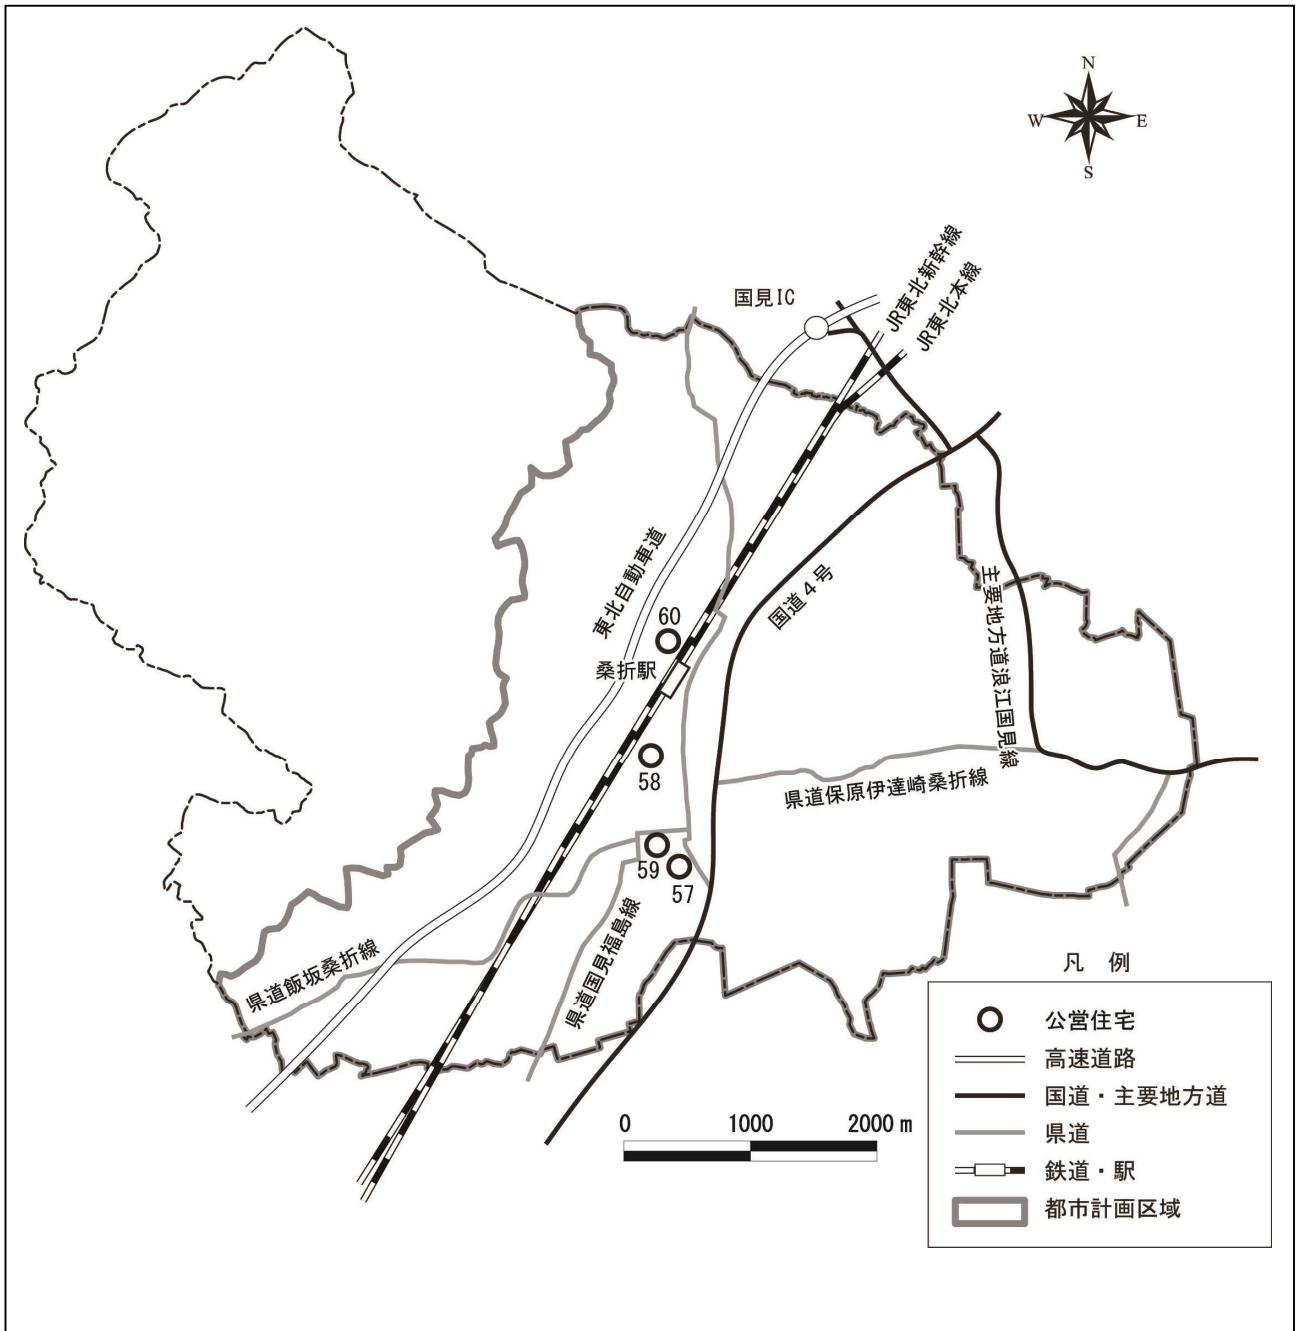 N
W
E
S
国見IC
JR東北新幹線
JR東北本線
東北自動車道
国道4号
主要地方道浪江国見線
60
桑折駅
58
県道保原伊達崎桑折線
59
57
県道国見福島線
県道飯坂桑折線
凡 例
公営住宅
高速道路
国道・主要地方道
県道
鉄道・駅
都市計画区域
0 1000 2000 m